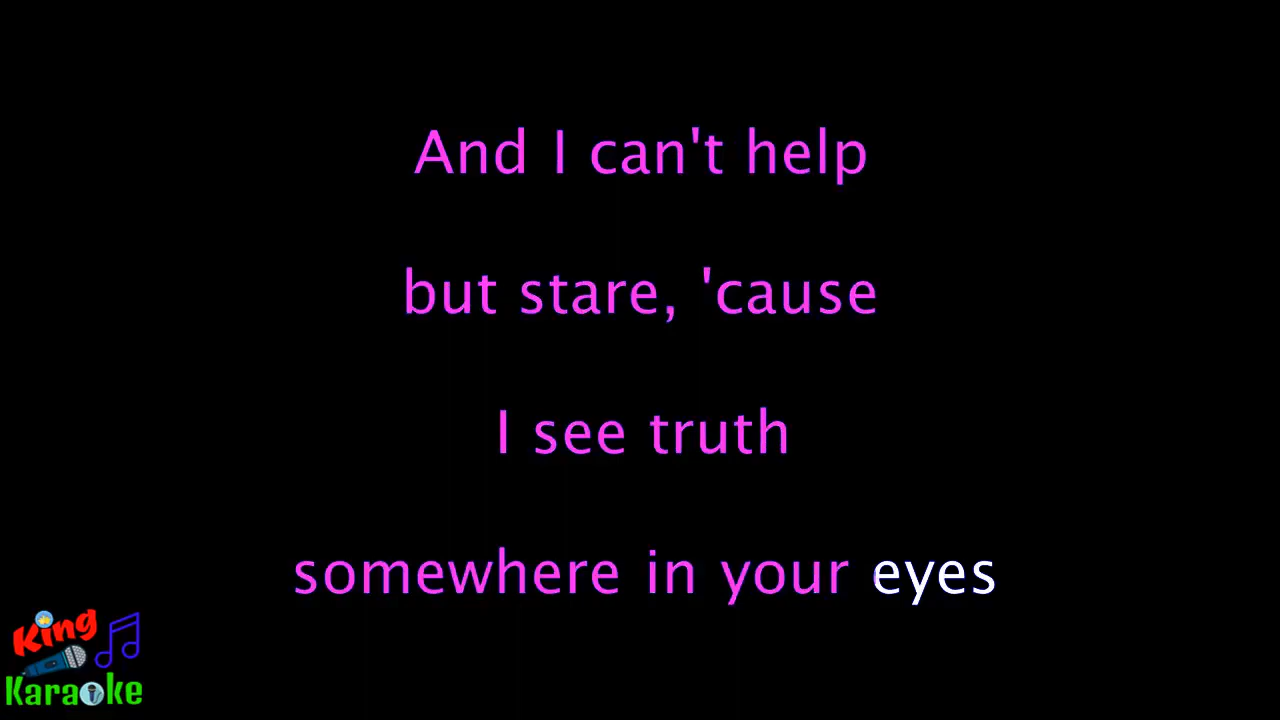 And I can't help
but stare, 'cause
I see truth
somewhere in your eyes
King
Karaoke